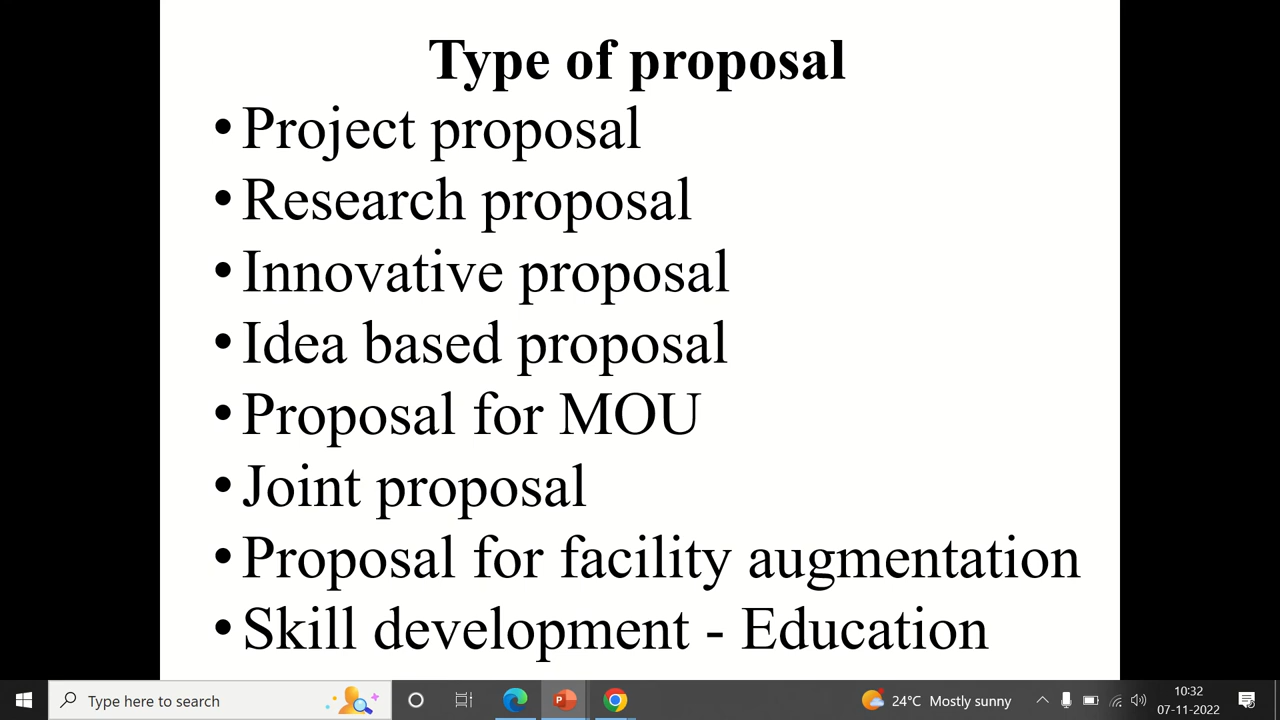 Type of proposal
•Project proposal
•Research proposal
•Innovative proposal
•Idea based proposal
•Proposal for MOU
•Joint proposal
•Proposal for facility augmentation
•Skill development - Education
Type here to search
24°C Mostly sunny
10:32
07-11-2022